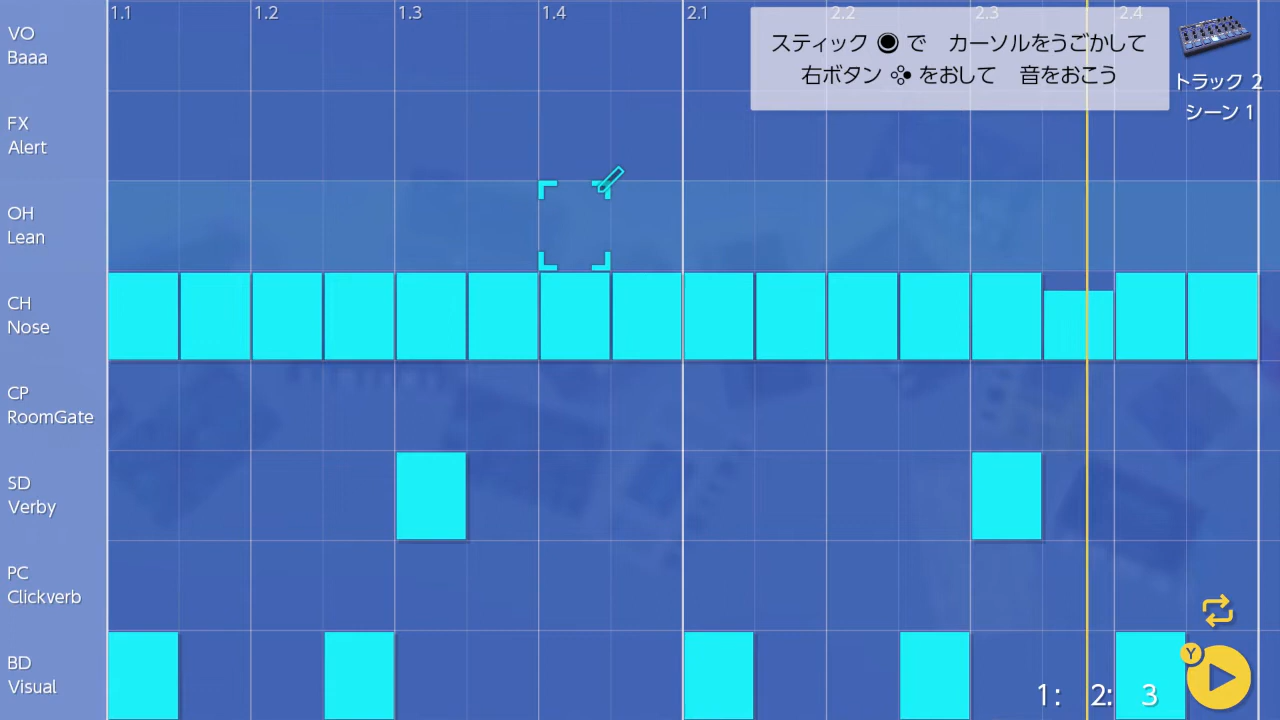 1.1 1.2 1.3 1.4 2.1 2.2 2.3 2.4
スティック で カーソルをうごかして
右ボタン をおして 音をおこう
トラック 2
シーン 1
VO
Baaa
FX
Alert
OH
Lean
CH
Nose
CP
RoomGate
SD
Verby
PC
Clickverb
BD
Visual
Y
1: 2: 3